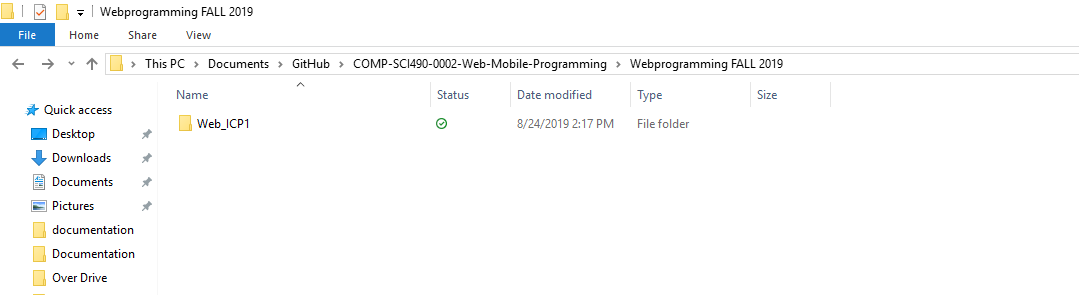 Webprogramming FALL 2019
File Home Share View
This PC Documents GitHub COMP-SCI490-0002-Web-Mobile-Programming Webprogramming FALL 2019
Name Status Date modified Type Size
Quick access
Web_ICP1 8/24/2019 2:17 PM File folder
Desktop
Downloads
Documents
Pictures
documentation
Documentation
Over Drive